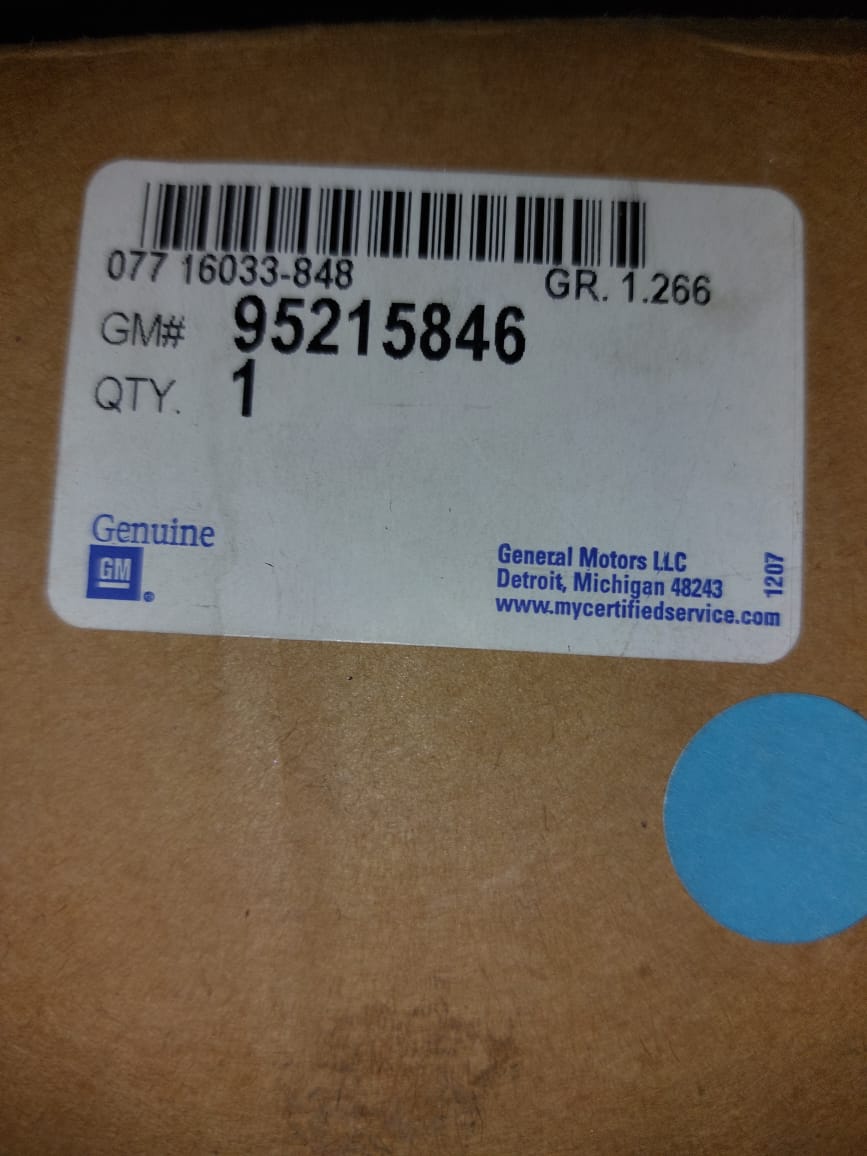 077 16033-848 GR. 1.266
GM# 95215846
QTY. 1
Genuine
GM ®
General Motors LLC
Detroit, Michigan 48243
www.mycertifiedservice.com
1207